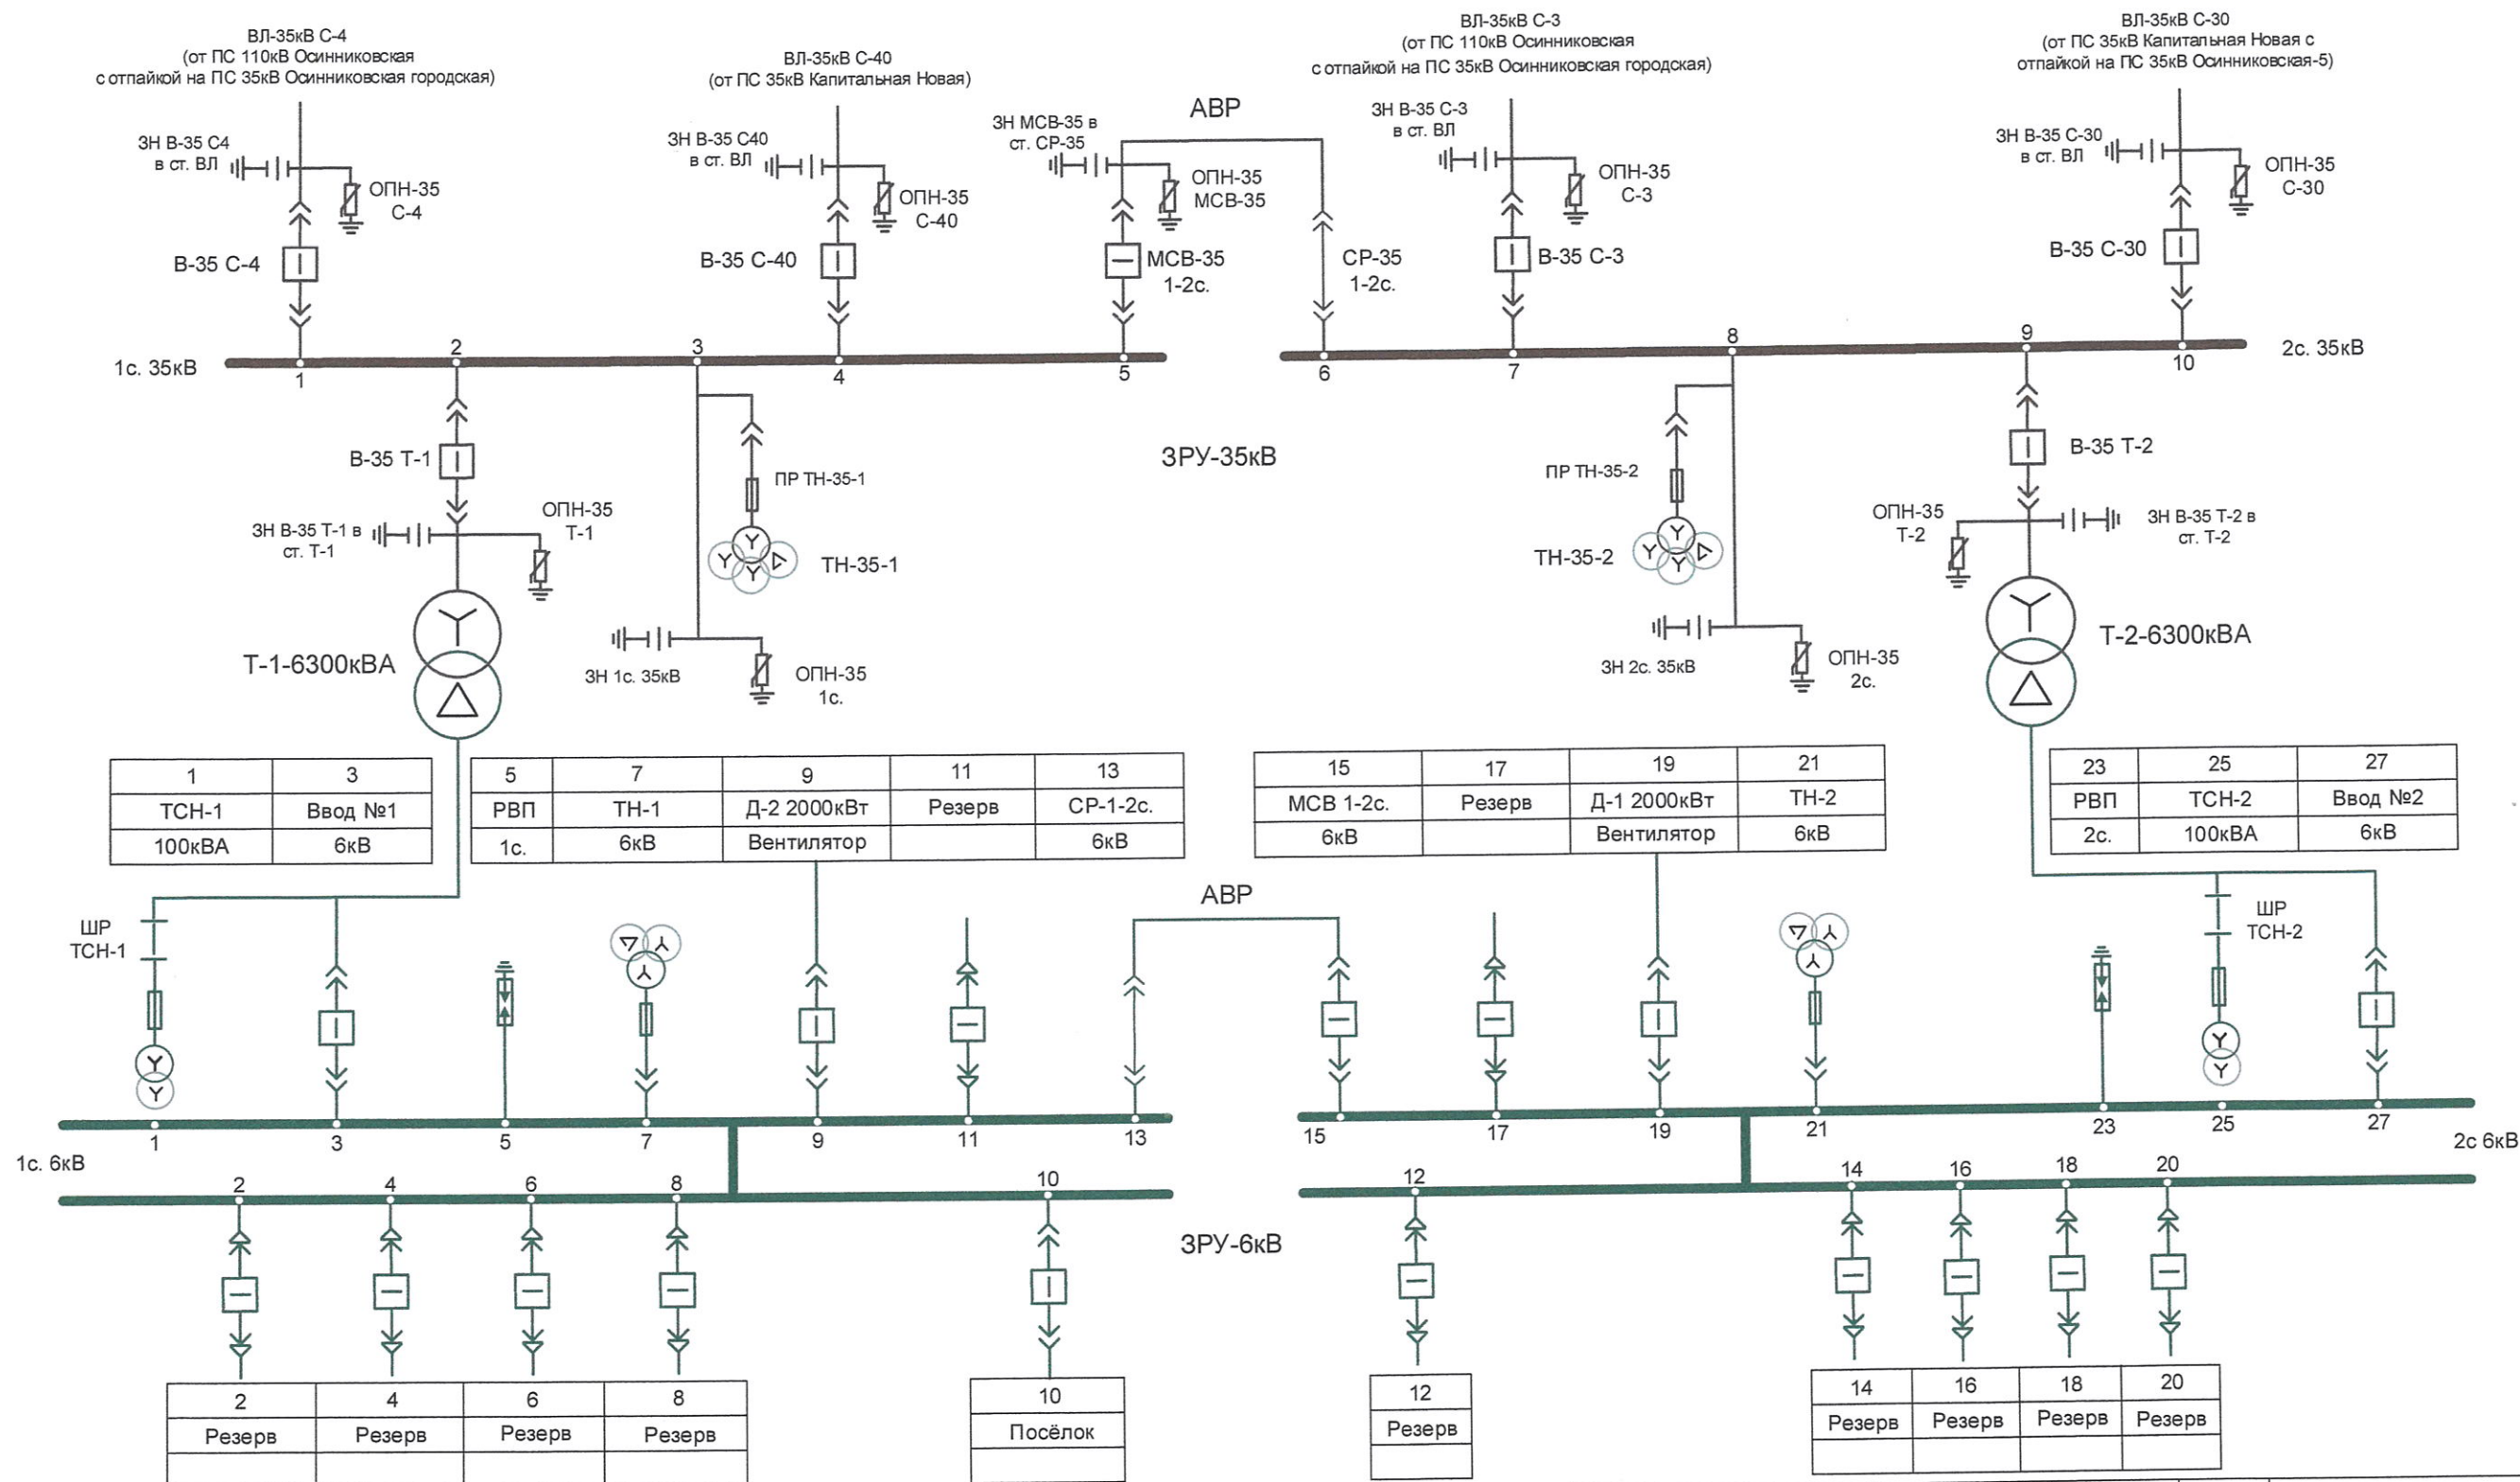 ВЛ-35кВ С-4
(от ПС 110кВ Осинниковская
с отпайкой на ПС 35кВ Осинниковская городская)
ВЛ-35кВ С-40
(от ПС 35кВ Капитальная Новая)
ВЛ-35кВ С-3
(от ПС 110кВ Осинниковская
с отпайкой на ПС 35кВ Осинниковская городская)
ВЛ-35кВ С-30
(от ПС 35кВ Капитальная Новая с
отпайкой на ПС 35кВ Осинниковская-5)
ЗН В-35 С4
в ст. ВЛ
ОПН-35
С-4
В-35 С-4
ЗН В-35 С40
в ст. ВЛ
ОПН-35
С-40
В-35 С-40
ЗН МСВ-35 в
ст. СР-35
АВР
ОПН-35
МСВ-35
МСВ-35
1-2с.
СР-35
1-2с.
ЗН В-35 С-3
в ст. ВЛ
ОПН-35
С-3
В-35 С-3
ЗН В-35 С-30
в ст. ВЛ
ОПН-35
С-30
В-35 С-30
1с. 35кВ
1
2
3
4
5
6
7
8
9
10
2с. 35кВ
ЗРУ-35кВ
В-35 Т-1
ЗН В-35 Т-1 в
ст. Т-1
ОПН-35
Т-1
Т-1-6300кВА
ПР ТН-35-1
ТН-35-1
ЗН 1с. 35кВ
ОПН-35
1с.
ПР ТН-35-2
ТН-35-2
ЗН 2с. 35кВ
ОПН-35
2с.
В-35 Т-2
ОПН-35
Т-2
ЗН В-35 Т-2 в
ст. Т-2
Т-2-6300кВА
1 3
ТСН-1 Ввод №1
100кВА 6кВ
5 7 9 11 13
РВП ТН-1 Д-2 2000кВт Резерв СР-1-2с.
1с. 6кВ Вентилятор 6кВ
15 17 19 21
МСВ 1-2с. Резерв Д-1 2000кВт ТН-2
6кВ Вентилятор 6кВ
23 25 27
РВП ТСН-2 Ввод №2
2с. 100кВА 6кВ
ШР
ТСН-1
АВР
ШР
ТСН-2
1 3 5 7 9 11 13
15 17 19 21 23 25 27
1с. 6кВ
2с 6кВ
2 4 6 8 10
12 14 16 18 20
ЗРУ-6кВ
2 4 6 8
Резерв Резерв Резерв Резерв
10
Посёлок
12
Резерв
14 16 18 20
Резерв Резерв Резерв Резерв